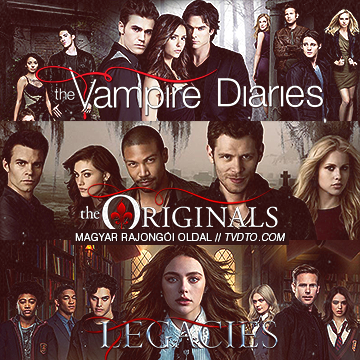 the Vampire Diaries
the ORIGINALS
MAGYAR RAJONGÓI OLDAL // TVDTO.COM
LEGACIES